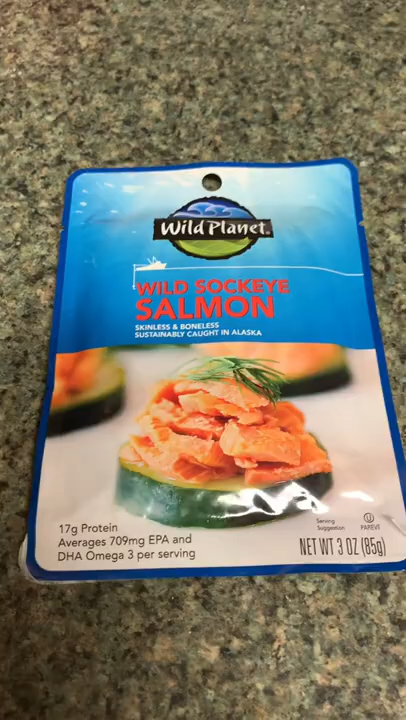 Wild Planet®
WILD SOCKEYE
SALMON
SKINLESS & BONELESS
SUSTAINABLY CAUGHT IN ALASKA
17g Protein
Averages 709mg EPA and
DHA Omega 3 per serving
Serving
Suggestion
U
PAREVE
NET WT 3 OZ (85g)